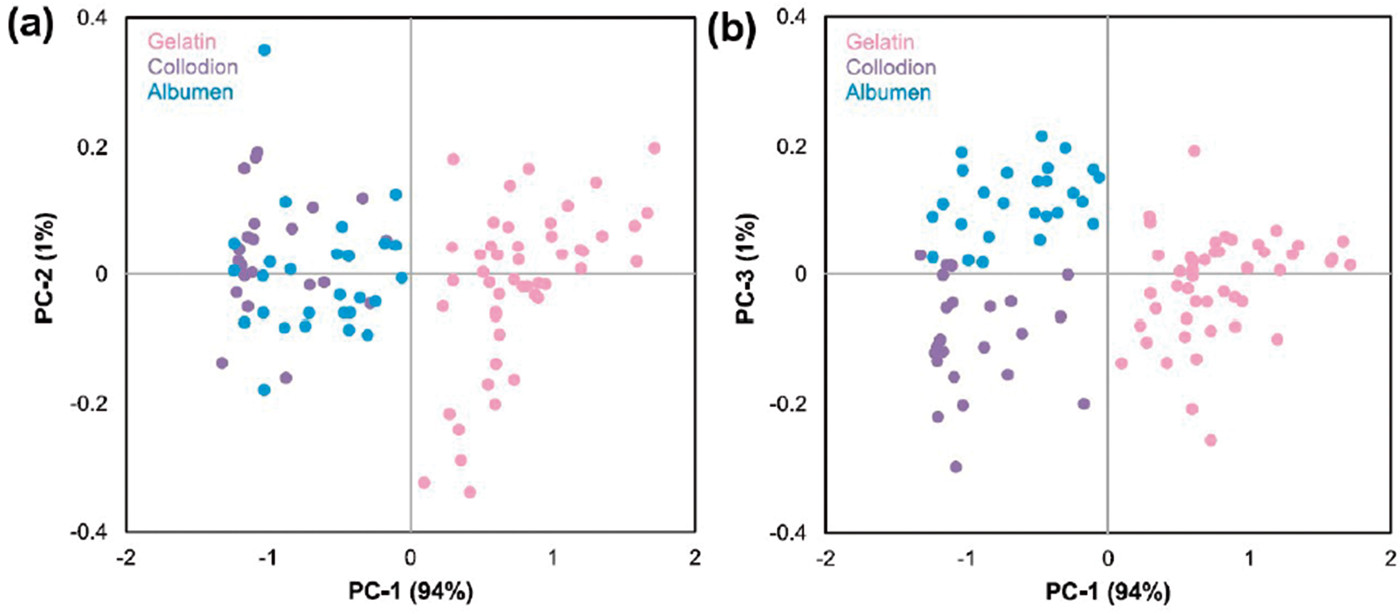 (a)
Gelatin
Collodion
Albumen
0.4
0.2
0
-0.2
-0.4
PC-2 (1%)
-2 -1 0 1 2
PC-1 (94%)
(b)
Gelatin
Collodion
Albumen
0.4
0.2
0
-0.2
-0.4
PC-3 (1%)
-2 -1 0 1 2
PC-1 (94%)